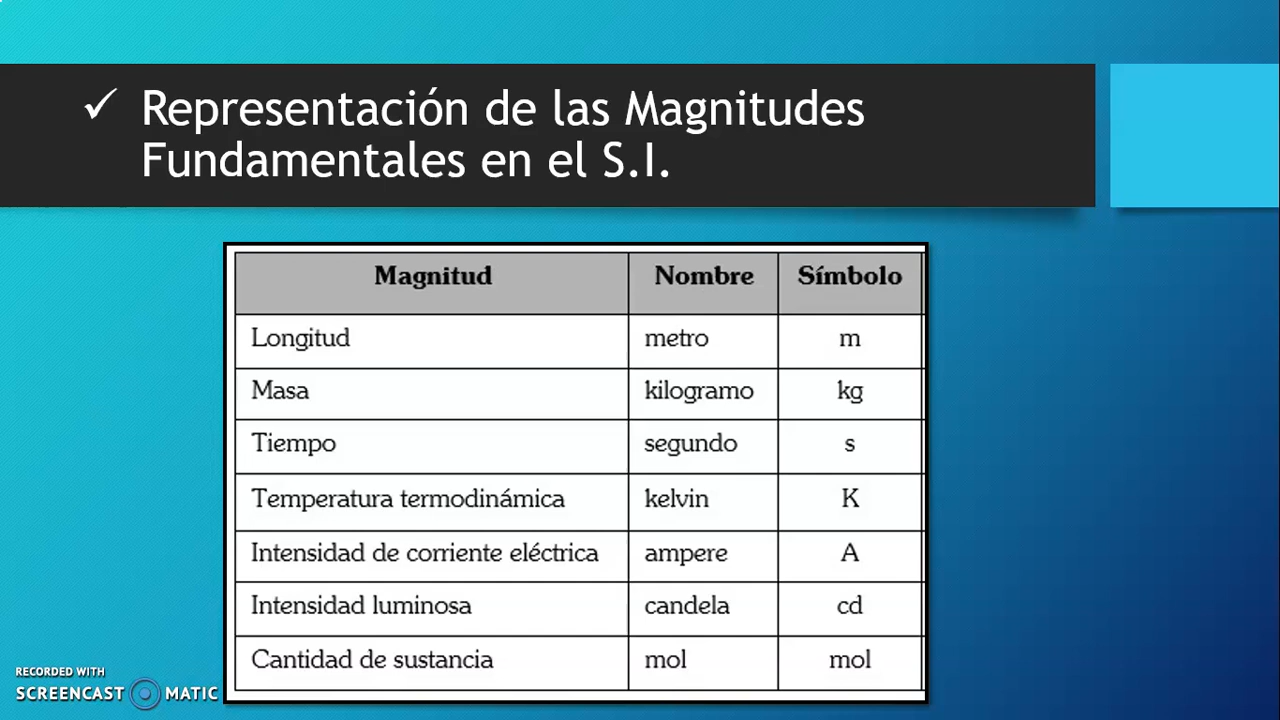 ✓ Representación de las Magnitudes
Fundamentales en el S.I.
Magnitud Nombre Símbolo
Longitud metro m
Masa kilogramo kg
Tiempo segundo s
Temperatura termodinámica kelvin K
Intensidad de corriente eléctrica ampere A
Intensidad luminosa candela cd
Cantidad de sustancia mol mol
RECORDED WITH
SCREENCAST MATIC